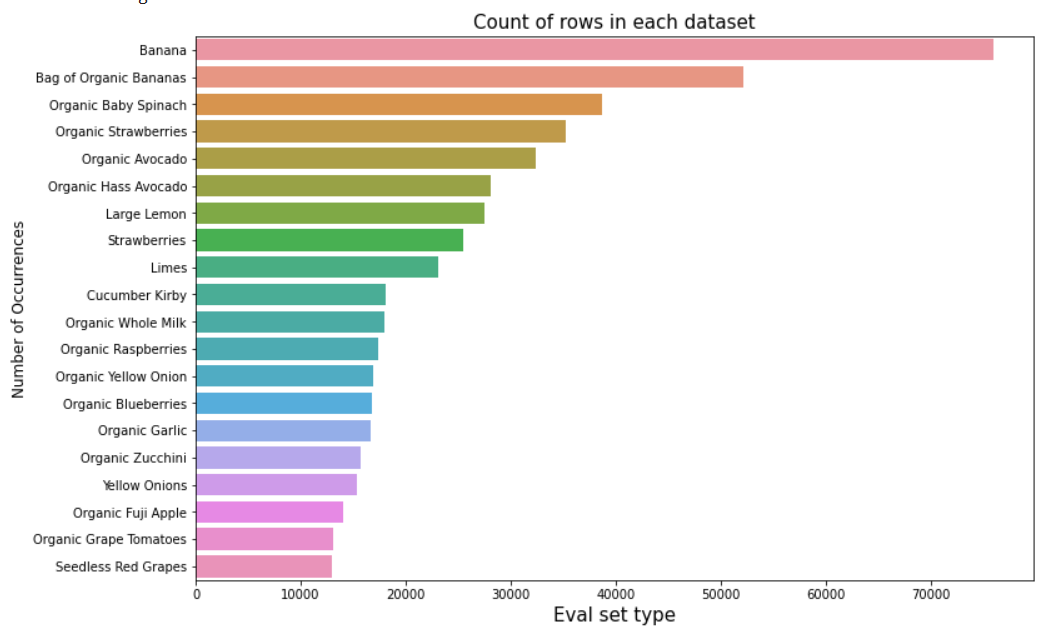 Count of rows in each dataset
Banana
Bag of Organic Bananas
Organic Baby Spinach
Organic Strawberries
Organic Avocado
Organic Hass Avocado
Large Lemon
Strawberries
Limes
Cucumber Kirby
Organic Whole Milk
Organic Raspberries
Organic Yellow Onion
Organic Blueberries
Organic Garlic
Organic Zucchini
Yellow Onions
Organic Fuji Apple
Organic Grape Tomatoes
Seedless Red Grapes
Number of Occurrences
0 10000 20000 30000 40000 50000 60000 70000
Eval set type